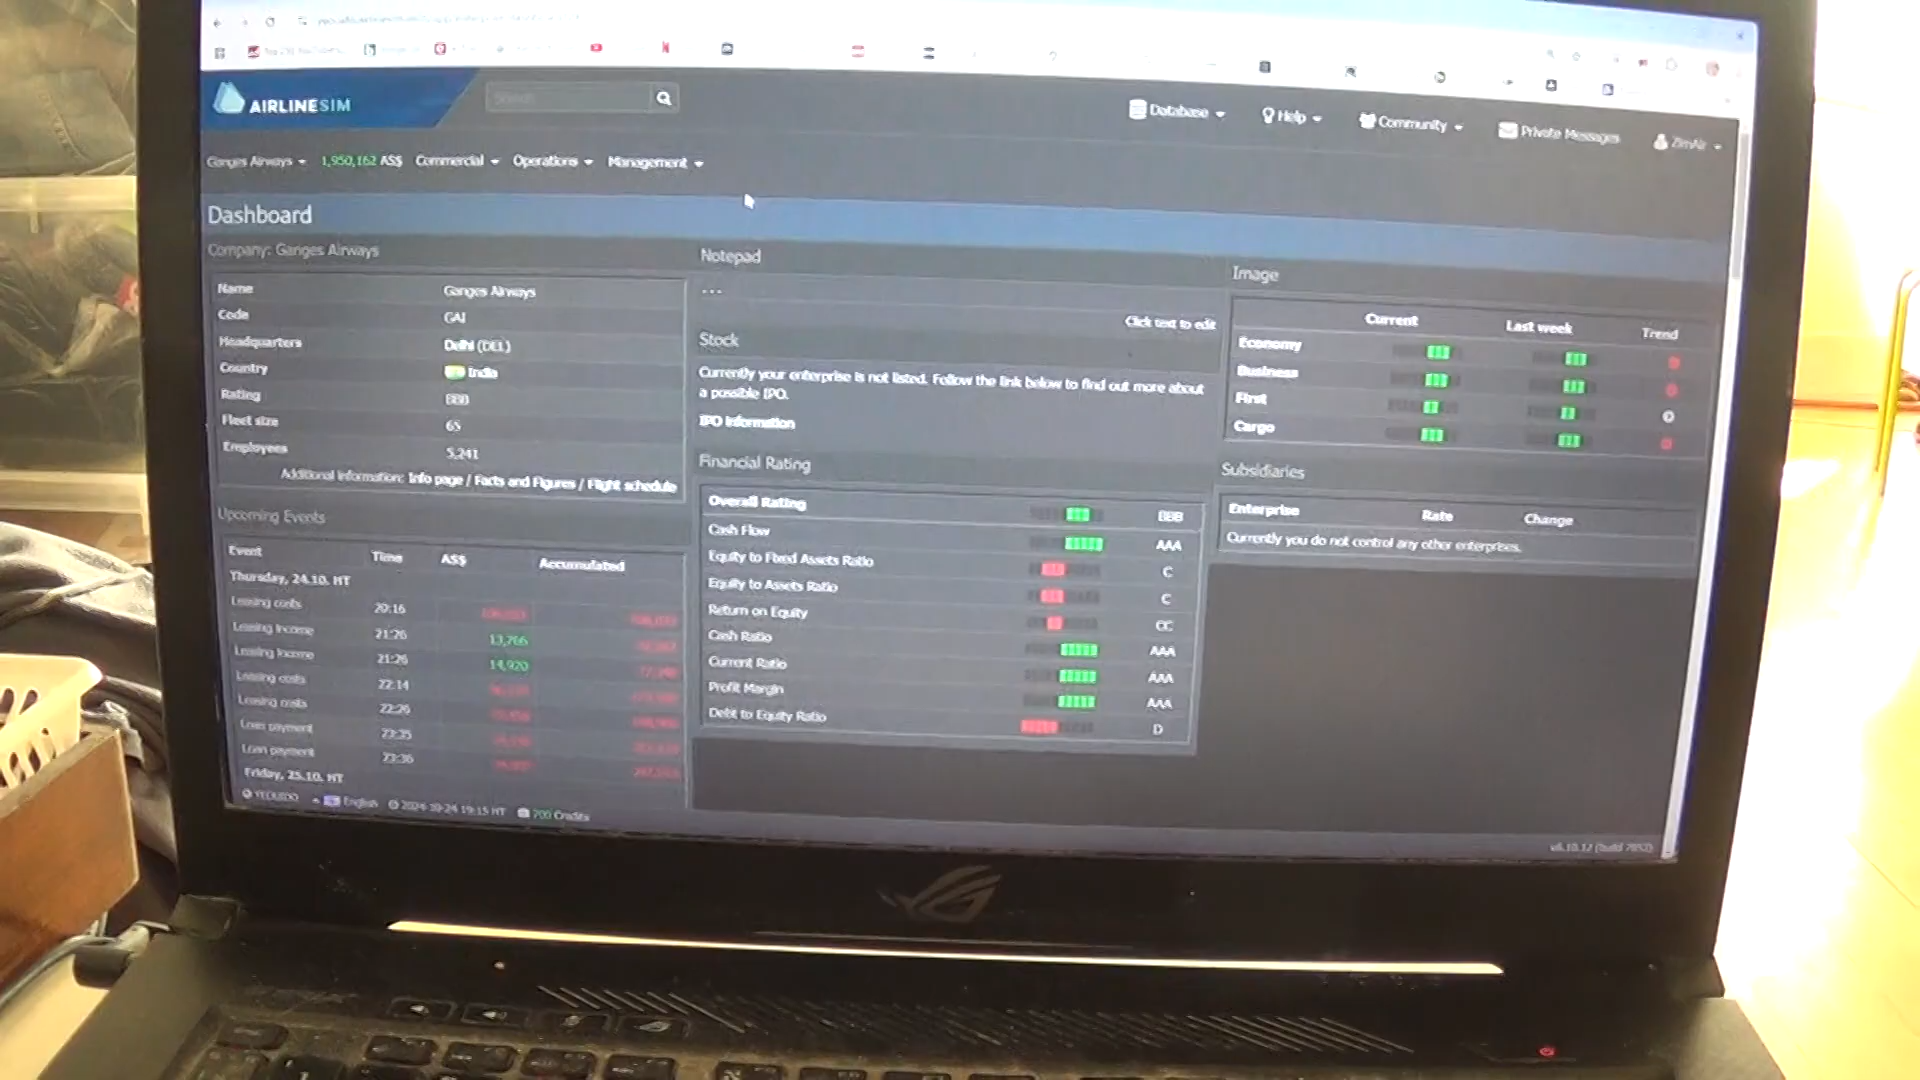 AIRLINESIM
Search
Database
Help
Community
Private Messages
ZimAir
Ganges Airways
1,950,162 AS$
Commercial
Operations
Management
Dashboard
Company: Ganges Airways
Name Ganges Airways
Code GAI
Headquarters Delhi (DEL)
Country India
Rating BBB
Fleet size 65
Employees 5,241
Additional information: Info page / Facts and Figures / Flight schedule
Upcoming Events
Event Time AS$ Accumulated
Thursday, 24.10. HT
Leasing costs 20:16
Leasing Income 21:26 13,766
Leasing Income 21:26 14,920
Leasing costs 22:14
Leasing costs 22:26
Loan payment 23:35
Loan payment 23:36
Friday, 25.10. HT
English
2024-10-24 19:15 HT
200 Credits
Notepad
...
Click text to edit
Stock
Currently your enterprise is not listed. Follow the link below to find out more about
a possible IPO.
IPO Information
Financial Rating
Overall Rating BBB
Cash Flow AAA
Equity to Fixed Assets Ratio C
Equity to Assets Ratio C
Return on Equity CC
Cash Ratio AAA
Current Ratio AAA
Profit Margin AAA
Debt to Equity Ratio D
Image
Current Last week Trend
Economy
Business
First
Cargo
Subsidiaries
Enterprise Rate Change
Currently you do not control any other enterprises.